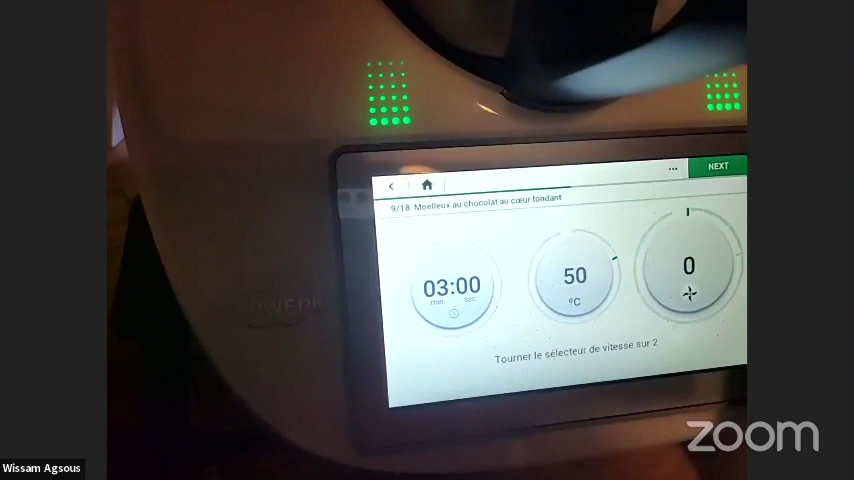 NEXT
9/18 Moelleux au chocolat au cœur fondant
03:00
min sec
50
°C
0
Tourner le sélecteur de vitesse sur 2
zoom
Wissam Agsous